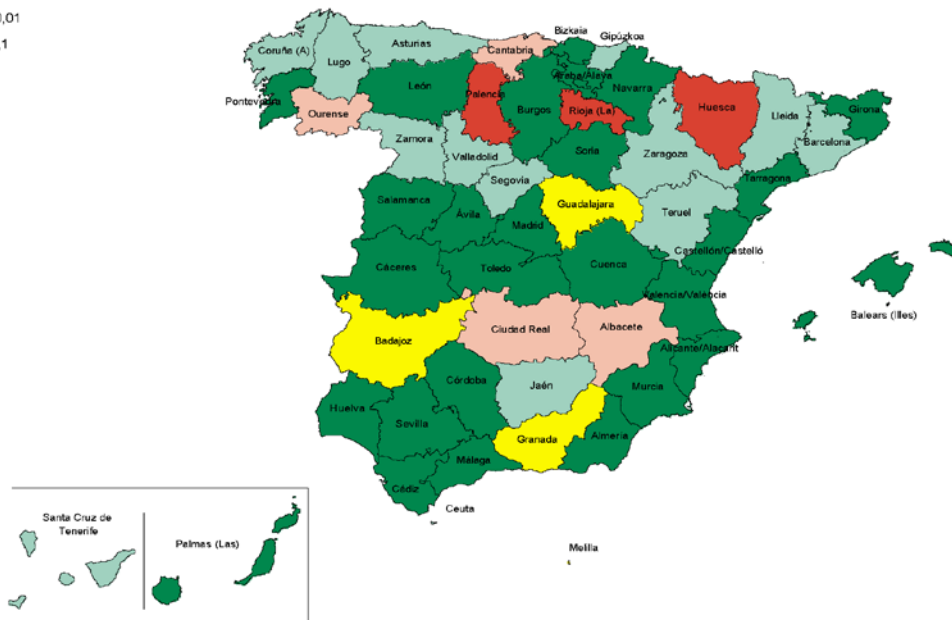 0,01
,1
Bizkaia
Gipúzkoa
Coruña (A)
Lugo
Asturias
Cantabria
Araba/Álava
Navarra
Pontevedra
Ourense
León
Palencia
Burgos
Rioja (La)
Huesca
Lleida
Girona
Barcelona
Zamora
Valladolid
Soria
Zaragoza
Tarragona
Segovia
Salamanca
Ávila
Madrid
Guadalajara
Teruel
Castellón/Castelló
Cáceres
Toledo
Cuenca
Valencia/València
Balears (Illes)
Badajoz
Ciudad Real
Albacete
Alicante/Alacant
Huelva
Sevilla
Córdoba
Jaén
Murcia
Granada
Almería
Málaga
Cádiz
Ceuta
Melilla
Santa Cruz de
Tenerife
Palmas (Las)